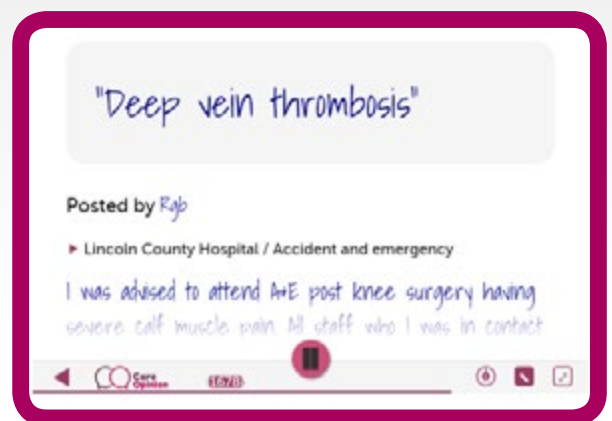 "Deep vein thrombosis"
Posted by Rgb
Lincoln County Hospital / Accident and emergency
I was advised to attend A+E post knee surgery having
severe calf muscle pain. All staff who I was in contact
Care
Opinion